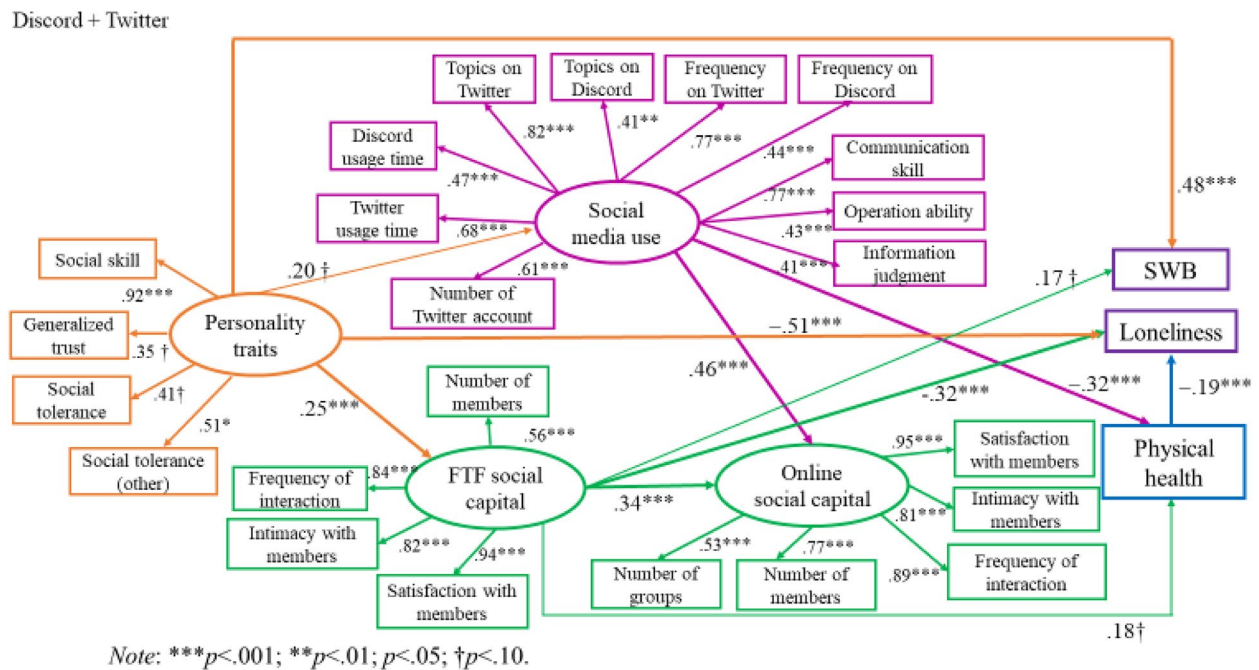 Discord + Twitter
Topics on
Twitter
Topics on
Discord
Frequency
on Twitter
Frequency on
Discord
.82***
.41**
.77***
.44***
Discord
usage time
.47***
Communication
skill
.77***
.48***
Twitter
usage time
.68***
Social
media use
Operation ability
.43***
Information
judgment
.41***
Social skill
.20 †
.61***
.17 †
SWB
.92***
Number of
Twitter account
Generalized
trust
.35 †
Personality
traits
–.51***
Loneliness
Social
tolerance
.41†
.46***
-.32***
–.32***
–.19***
.51*
.25***
Number of
members
.56***
Social tolerance
(other)
.95***
Satisfaction
with members
Physical
health
Frequency of
interaction
.84***
FTF social
capital
.34***
Online
social capital
.81***
Intimacy with
members
Intimacy with
members
.82***
.94***
.53***
.77***
.89***
Frequency of
interaction
Satisfaction with
members
Number of
groups
Number of
members
.18†
Note: ***p<.001; **p<.01; p<.05; †p<.10.